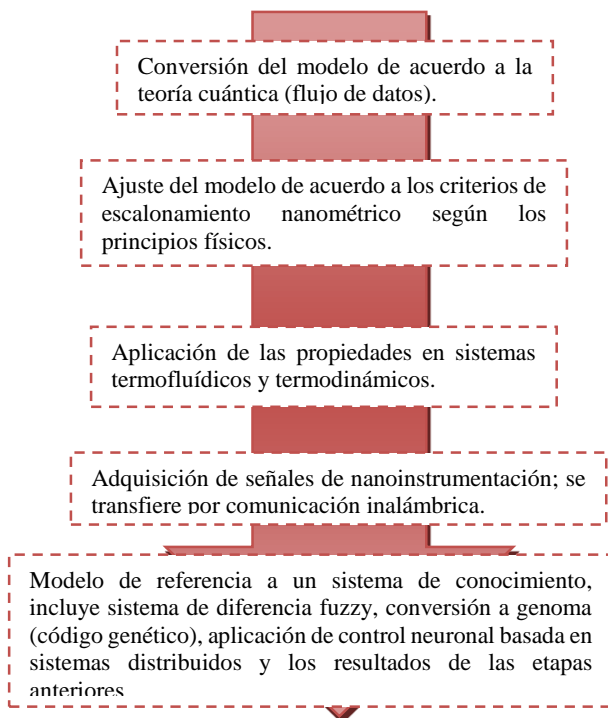 Conversión del modelo de acuerdo a la
teoría cuántica (flujo de datos).
Ajuste del modelo de acuerdo a los criterios de
escalonamiento nanométrico según los
principios físicos.
Aplicación de las propiedades en sistemas
termofluídicos y termodinámicos.
Adquisición de señales de nanoinstrumentación; se
transfiere por comunicación inalámbrica.
Modelo de referencia a un sistema de conocimiento,
incluye sistema de diferencia fuzzy, conversión a genoma
(código genético), aplicación de control neuronal basada en
sistemas distribuidos y los resultados de las etapas
anteriores